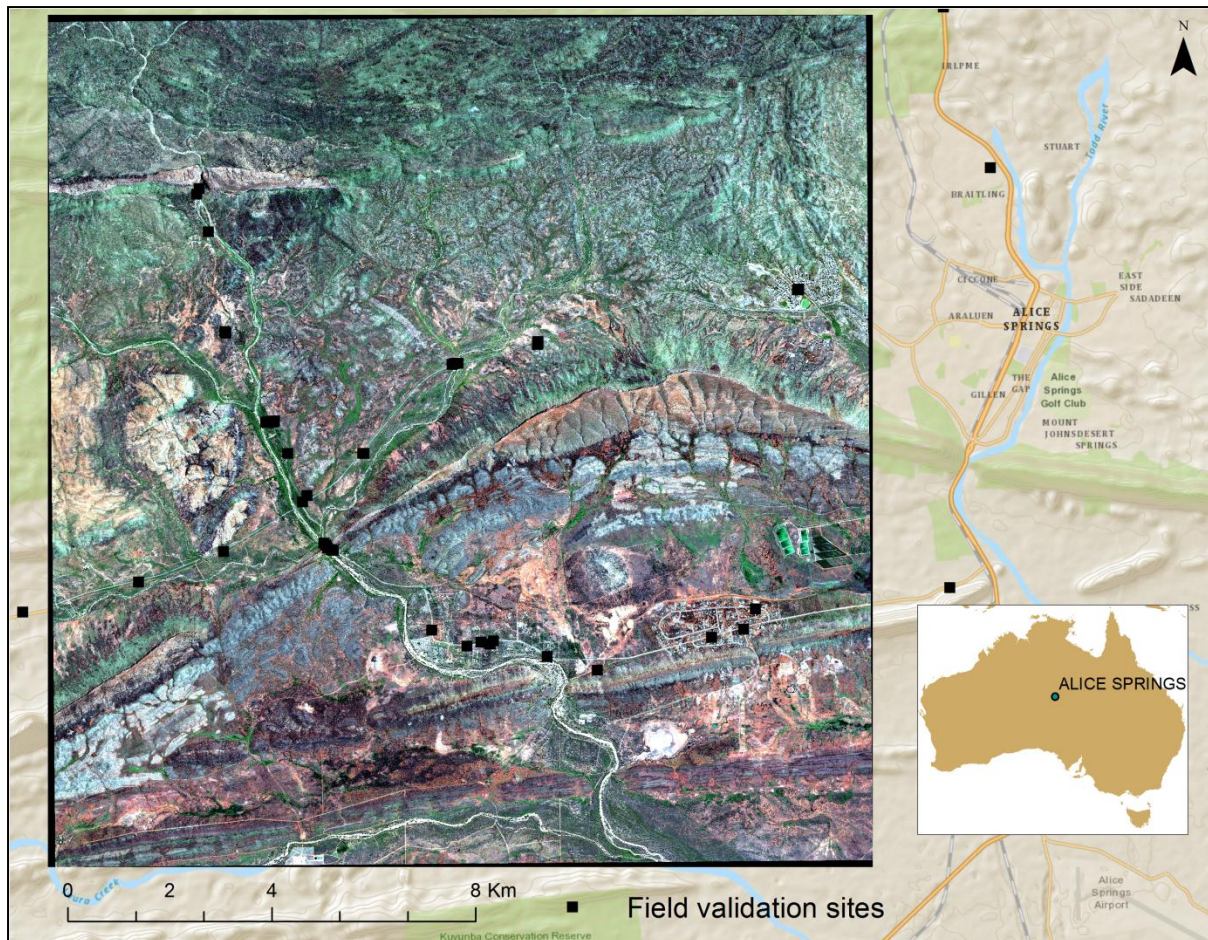 N
IRLPME
STUART
Todd River
BRAITLING
CICCONE
EAST
SIDE
SADADEEN
ARALUEN
ALICE
SPRINGS
THE
GAP
GILLEN
Alice
Springs
Golf Club
MOUNT
JOHNSDESERT
SPRINGS
ALICE SPRINGS
0 2 4 8 Km
Field validation sites
Creek
Kuyunba Conservation Reserve
Alice
Springs
Airport